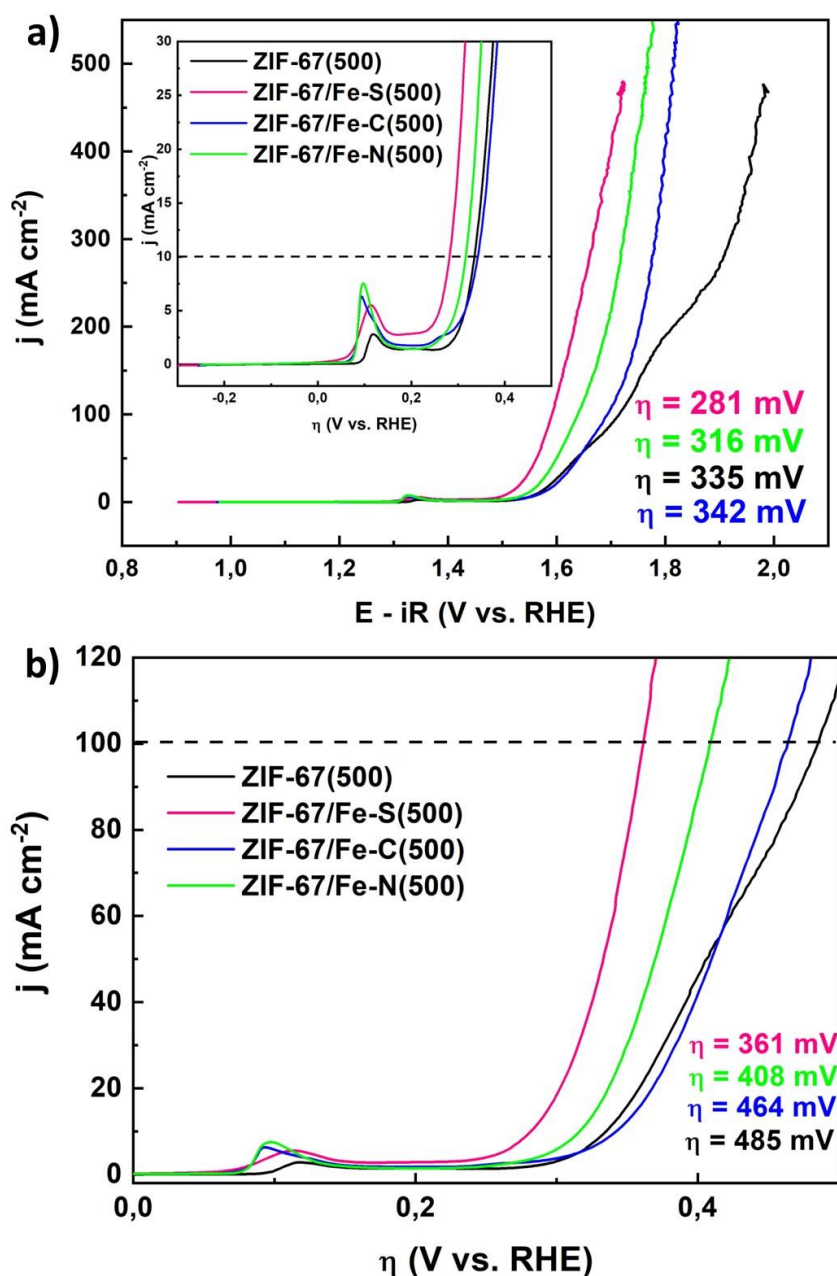 a)
500
400
300
200
100
0
j (mA cm⁻²)
0,8
1,0
1,2
1,4
1,6
1,8
2,0
E - iR (V vs. RHE)
30
25
20
15
10
5
0
j (mA cm⁻²)
-0,2
0,0
0,2
0,4
η (V vs. RHE)
ZIF-67(500)
ZIF-67/Fe-S(500)
ZIF-67/Fe-C(500)
ZIF-67/Fe-N(500)
η = 281 mV
η = 316 mV
η = 335 mV
η = 342 mV
b)
120
100
80
60
40
20
0
j (mA cm⁻²)
ZIF-67(500)
ZIF-67/Fe-S(500)
ZIF-67/Fe-C(500)
ZIF-67/Fe-N(500)
η = 361 mV
η = 408 mV
η = 464 mV
η = 485 mV
0,0
0,2
0,4
η (V vs. RHE)